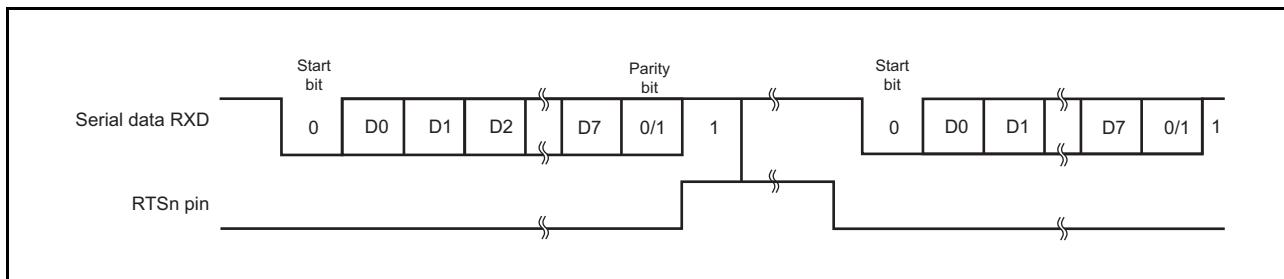 Start
bit
Parity
bit
Start
bit
Serial data RXD
0 D0 D1 D2 D7 0/1 1 0 D0 D1 D7 0/1 1
RTSn pin